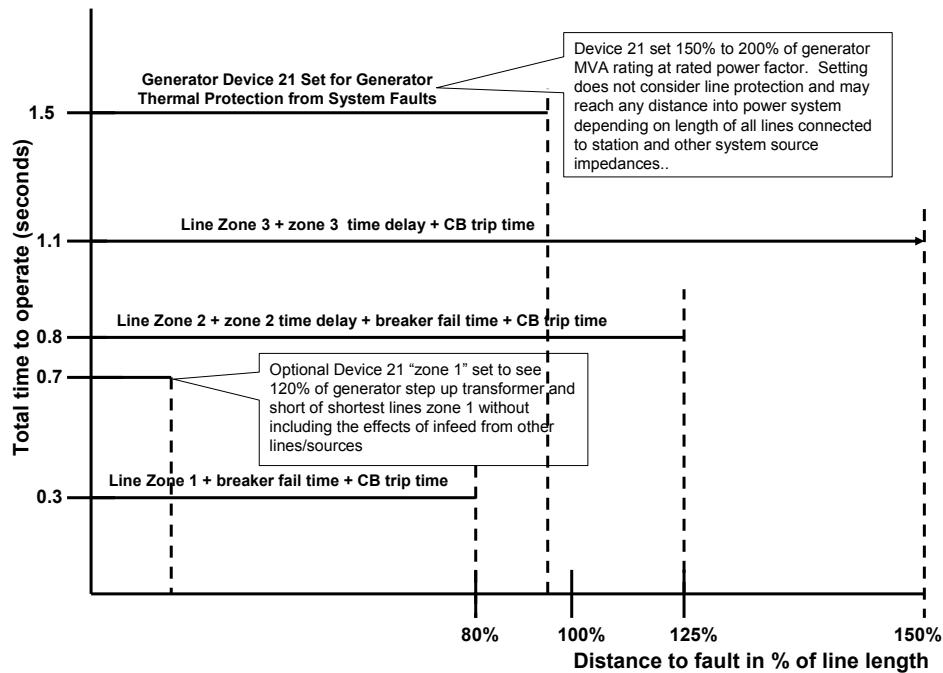 Device 21 set 150% to 200% of generator
MVA rating at rated power factor.  Setting
does not consider line protection and may
reach any distance into power system
depending on length of all lines connected
to station and other system source
impedances..
Generator Device 21 Set for Generator
Thermal Protection from System Faults
1.5
Line Zone 3 + zone 3  time delay + CB trip time
1.1
Line Zone 2 + zone 2 time delay + breaker fail time + CB trip time
0.8
0.7
Optional Device 21 “zone 1” set to see
120% of generator step up transformer and
short of shortest lines zone 1 without
including the effects of infeed from other
lines/sources
Line Zone 1 + breaker fail time + CB trip time
0.3
Total time to operate (seconds)
80%
100%
125%
150%
Distance to fault in % of line length